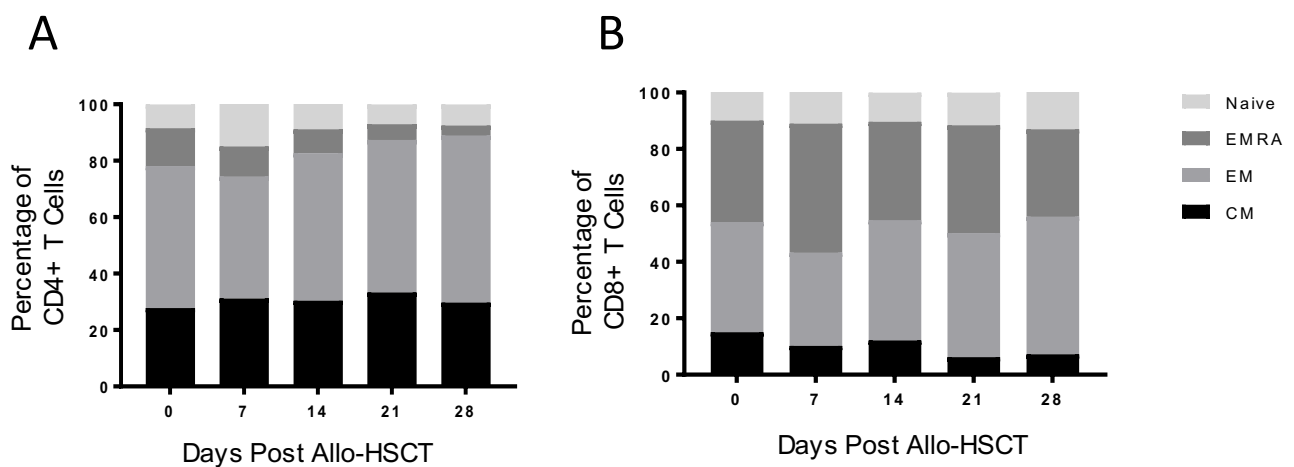 A
Percentage of
CD4+ T Cells
100
80
60
40
20
0
0 7 14 21 28
Days Post Allo-HSCT
B
Percentage of
CD8+ T Cells
100
80
60
40
20
0
0 7 14 21 28
Days Post Allo-HSCT
Naive
EMRA
EM
CM